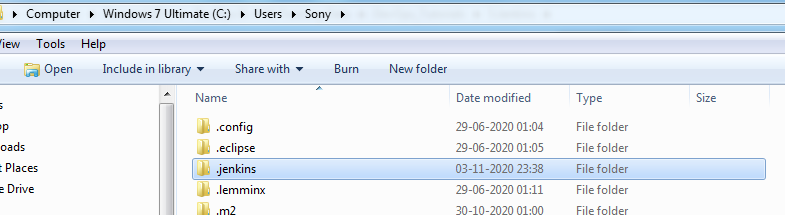 Computer ▸ Windows 7 Ultimate (C:) ▸ Users ▸ Sony ▸
View Tools Help
Open Include in library Share with Burn New folder
Name Date modified Type Size
.config 29-06-2020 01:04 File folder
.eclipse 29-06-2020 01:05 File folder
oads .jenkins 03-11-2020 23:38 File folder
t Places .lemminx 29-06-2020 01:11 File folder
e Drive .m2 30-10-2020 01:00 File folder